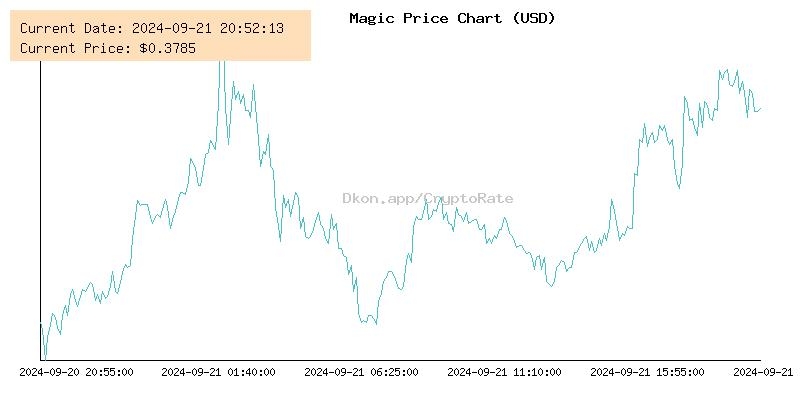 Magic Price Chart (USD)
Current Date: 2024-09-21 20:52:13
Current Price: $0.3785
Dkon.app/CryptoRate
2024-09-20 20:55:00 2024-09-21 01:40:00 2024-09-21 06:25:00 2024-09-21 11:10:00 2024-09-21 15:55:00 2024-09-21